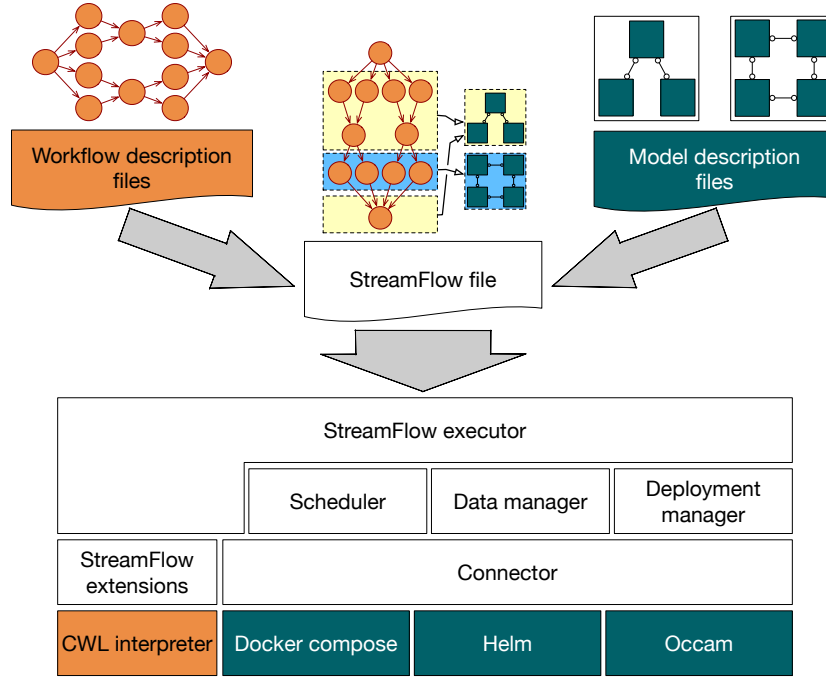 Workflow description
files
Model description
files
StreamFlow file
StreamFlow executor
Scheduler
Data manager
Deployment
manager
StreamFlow
extensions
Connector
CWL interpreter
Docker compose
Helm
Occam